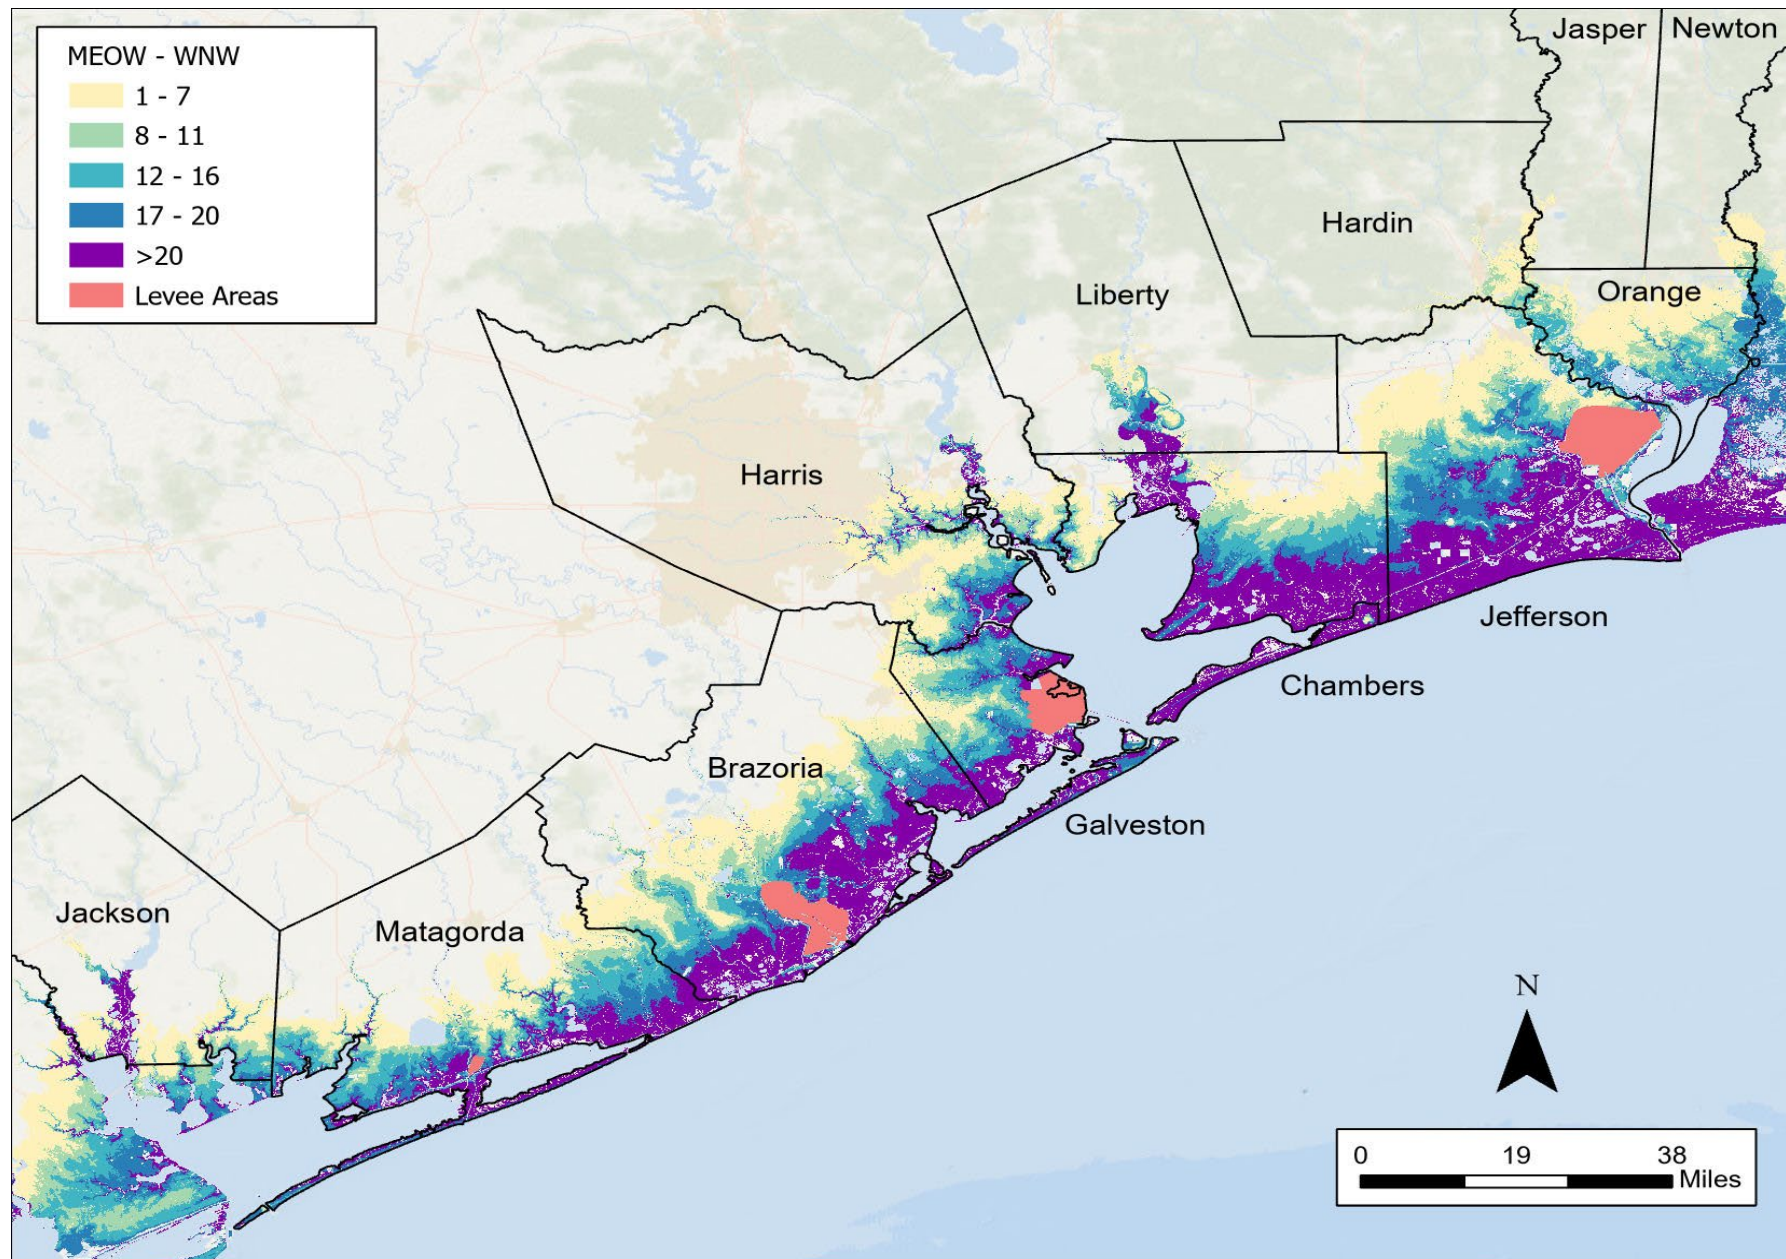 MEOW - WNW
1 - 7
8 - 11
12 - 16
17 - 20
>20
Levee Areas
Jasper
Newton
Hardin
Liberty
Orange
Harris
Jefferson
Chambers
Brazoria
Galveston
Jackson
Matagorda
N
0 19 38
Miles